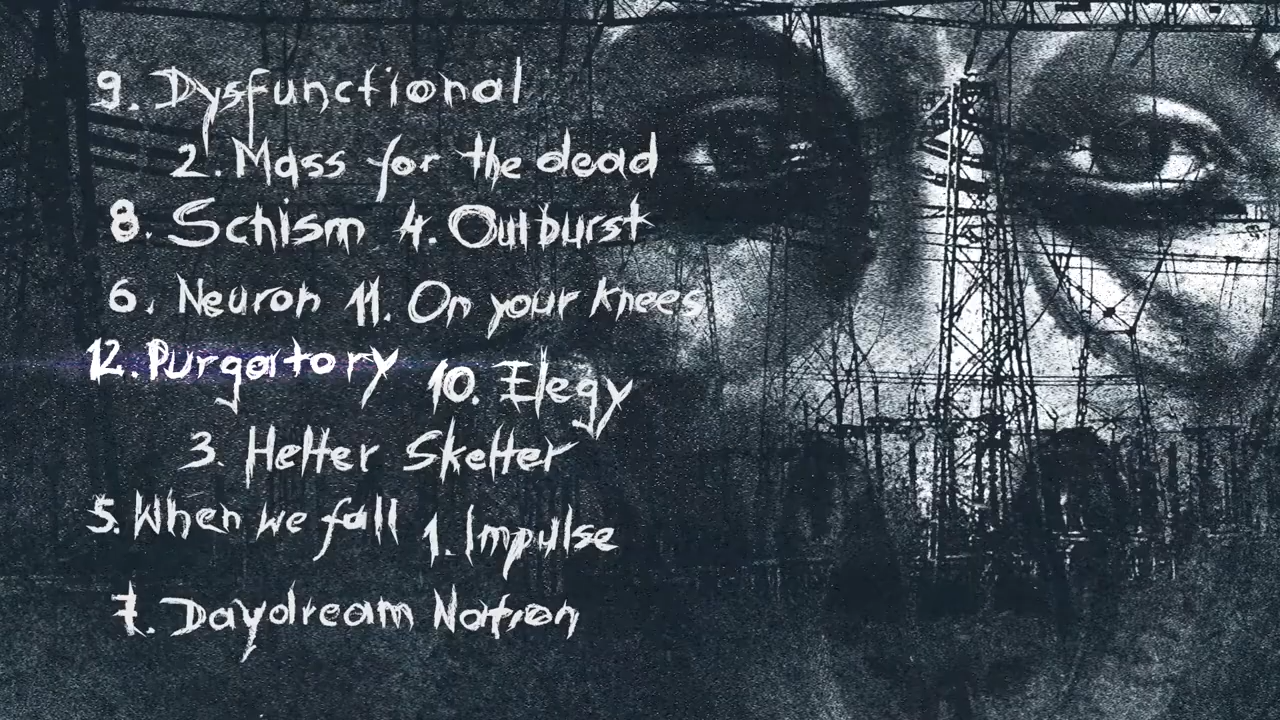 9. Dysfunctional
2. Mass for the dead
8. Schism 4. Outburst
6. Neuron 11. On your knees
12. Purgatory 10. Elegy
3. Helter Skelter
5. When we fall 1. Impulse
7. Daydream Nation